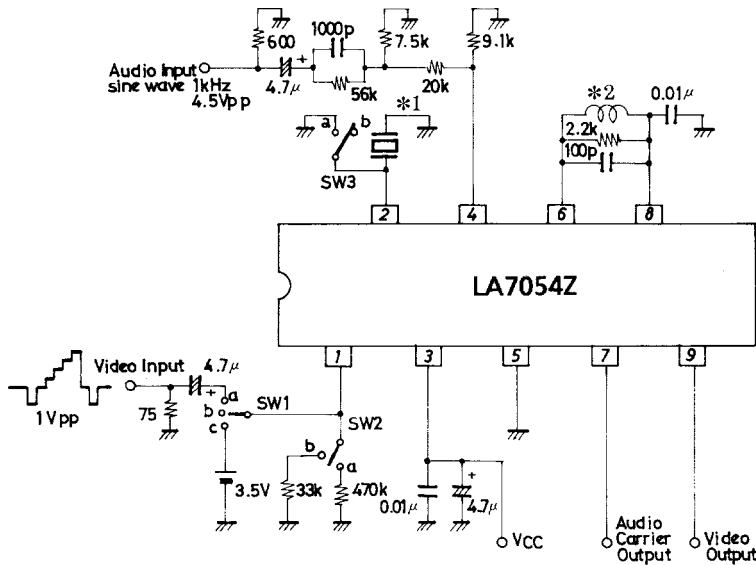 1000p
600
7.5k
9.1k
Audio Input
sine wave 1kHz
4.5Vpp
+
4.7μ
56k
20k
*1
a
b
SW3
*2
0.01μ
2.2k
100p
2
4
6
8
LA7054Z
1
3
5
7
9
Video Input
4.7μ
+
1Vpp
75
a
b
c
SW1
SW2
b
a
3.5V
33k
470k
0.01μ
+
4.7μ
VCC
Audio
Carrier
Output
Video
Output